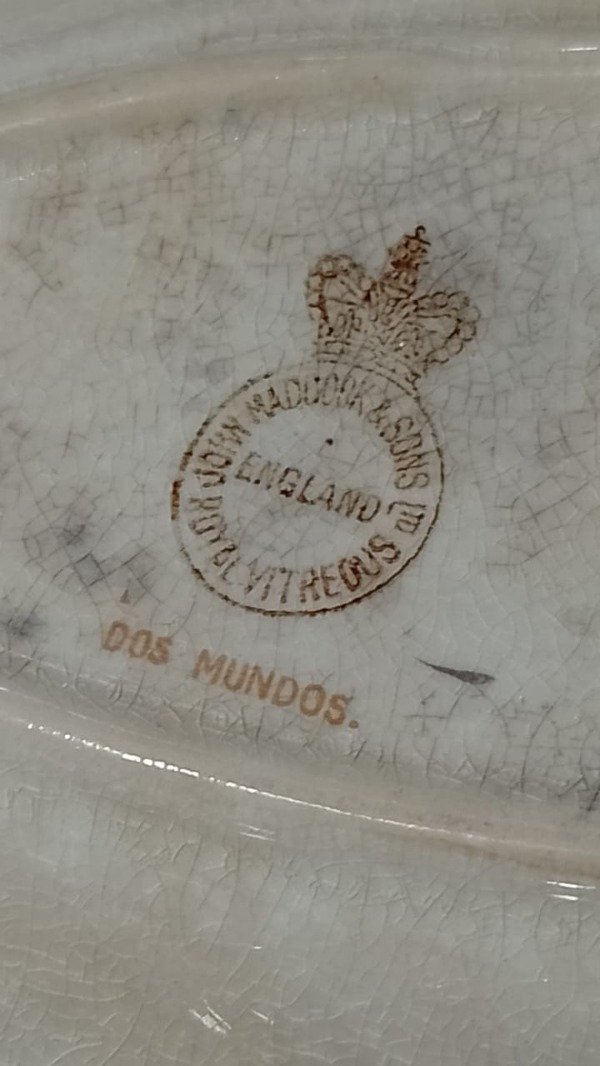 JOHN MADDOCK & SONS LTD
ENGLAND
ROYAL VITREOUS
DOS MUNDOS.